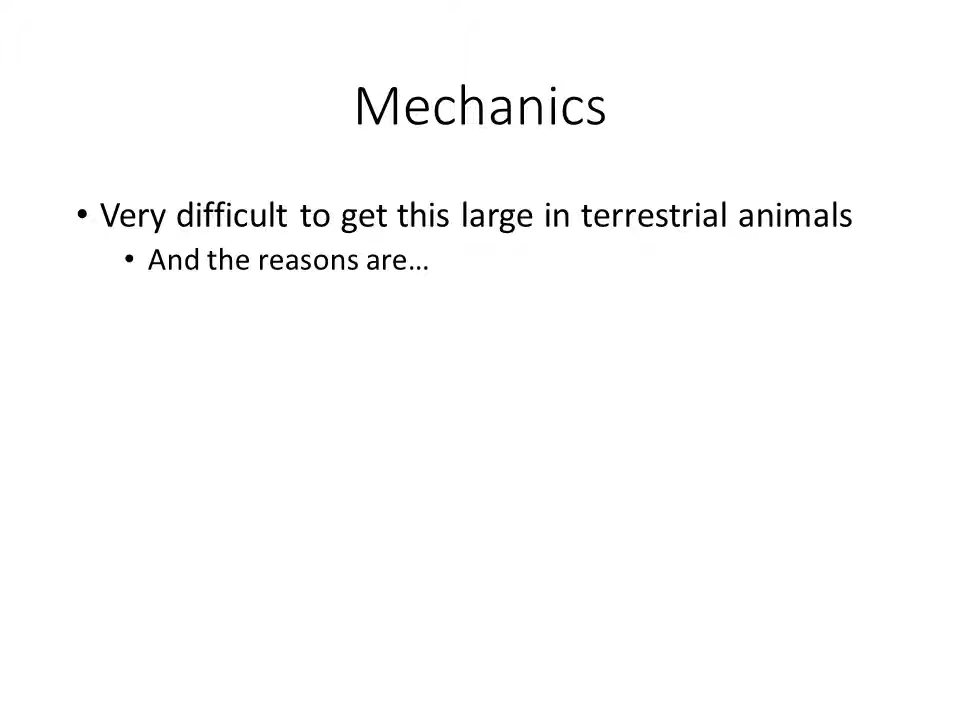 Mechanics
• Very difficult to get this large in terrestrial animals
• And the reasons are…